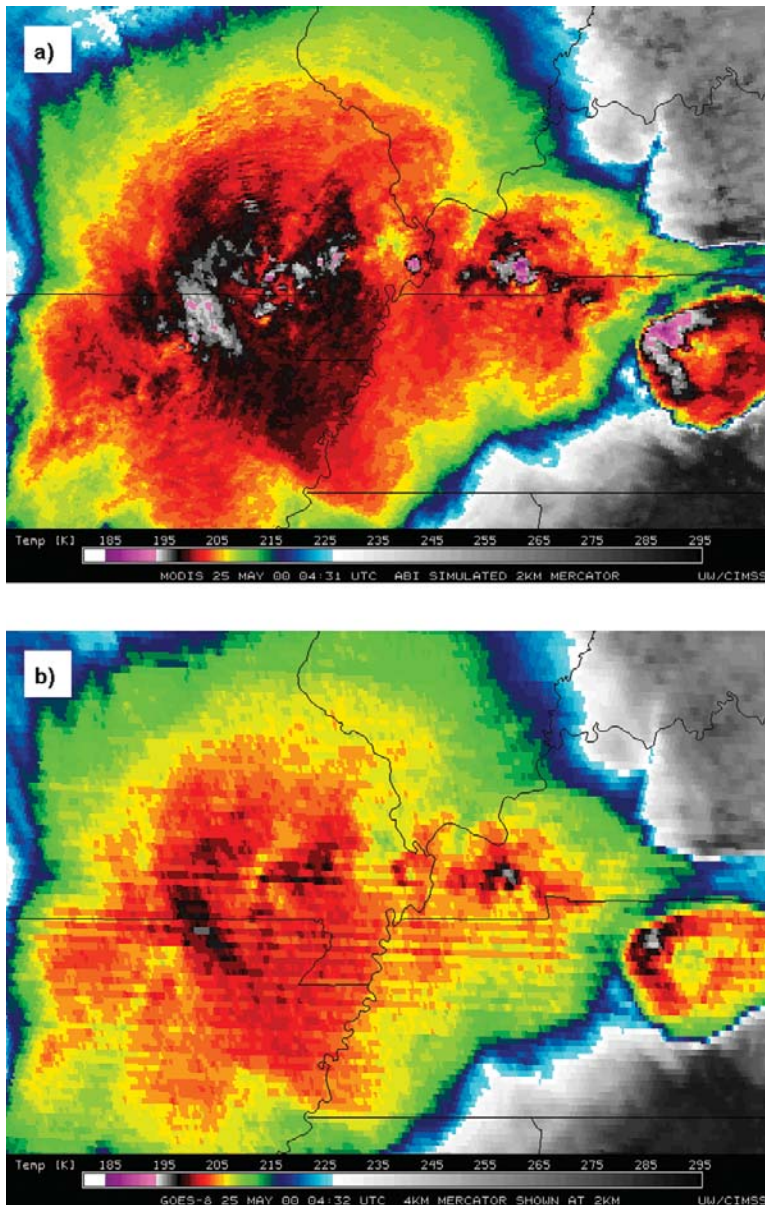 a)
Temp [K] 185 195 205 215 225 235 245 255 265 275 285 295
MODIS 25 MAY 00 04:31 UTC ABI SIMULATED 2KM MERCATOR UW/CIMSS
b)
Temp [K] 185 195 205 215 225 235 245 255 265 275 285 295
GOES-8 25 MAY 00 04:32 UTC 4KM MERCATOR SHOWN AT 2KM UW/CIMSS